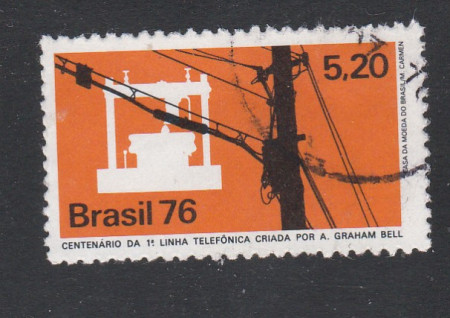 5,20
CASA DA MOEDA DO BRASIL/M. CARMEN
Brasil 76
CENTENÁRIO DA 1ª LINHA TELEFÔNICA CRIADA POR A. GRAHAM BELL